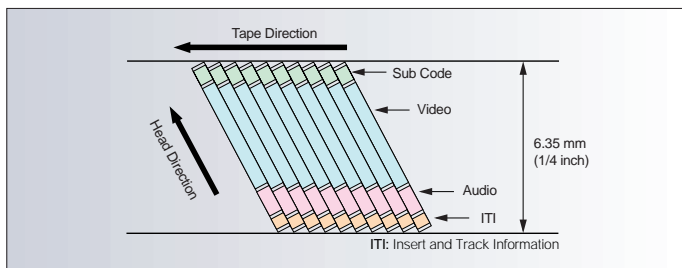 Tape Direction
Sub Code
Video
Head Direction
6.35 mm
(1/4 inch)
Audio
ITI
ITI: Insert and Track Information